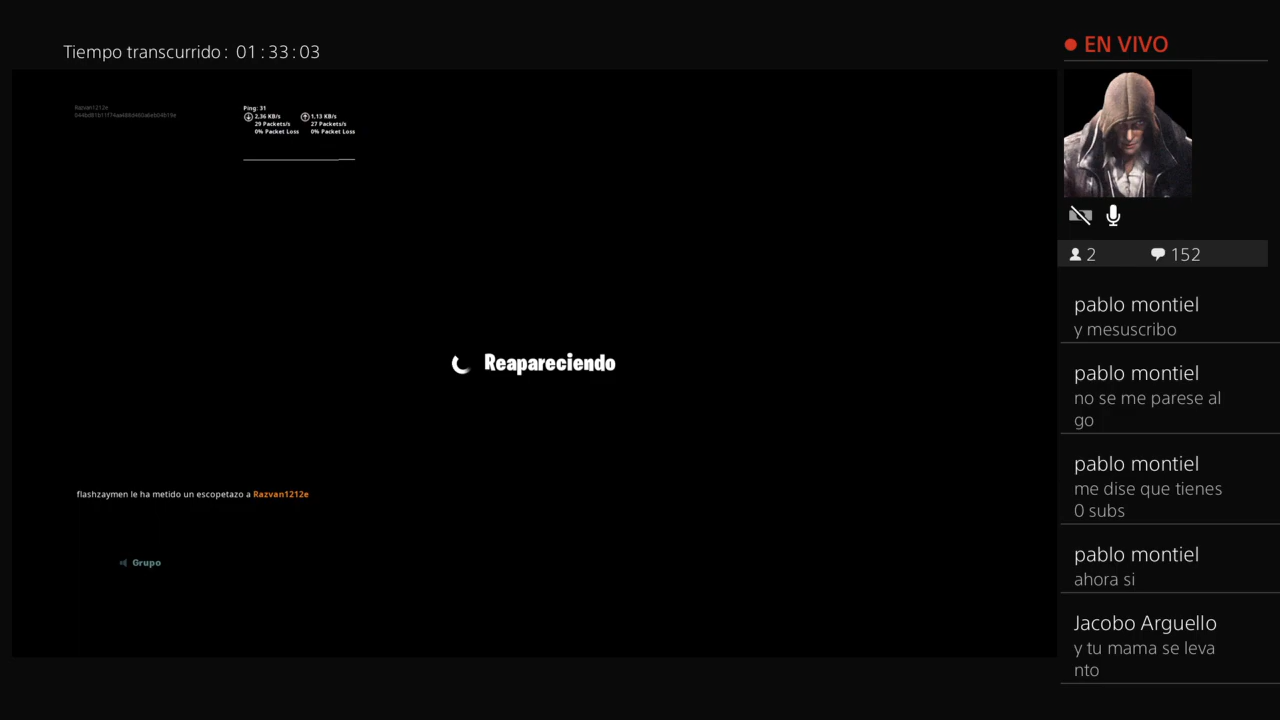 Tiempo transcurrido : 01 : 33 : 03
EN VIVO
Razvan1212e
Ping: 31
2,36 KB/s
1,13 KB/s
29 Packets/s
27 Packets/s
0% Packet Loss
0% Packet Loss
2
152
Reapareciendo
flashzaymen le ha metido un escopetazo a Razvan1212e
Grupo
pablo montiel
y mesuscribo
pablo montiel
no se me parese al
go
pablo montiel
me dise que tienes
0 subs
pablo montiel
ahora si
Jacobo Arguello
y tu mama se leva
nto